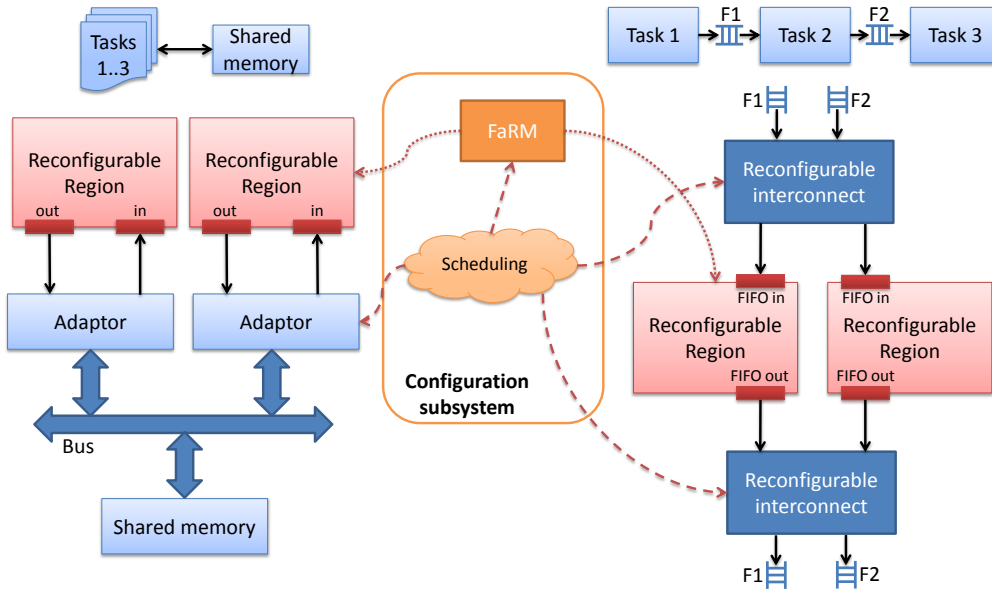 Tasks
1..3
Shared
memory
F1
F2
Task 1
Task 2
Task 3
Reconfigurable
Region
out
in
Reconfigurable
Region
out
in
Adaptor
Adaptor
Bus
Shared memory
FaRM
Scheduling
Configuration
subsystem
F1
F2
Reconfigurable
interconnect
FIFO in
Reconfigurable
Region
FIFO out
FIFO in
Reconfigurable
Region
FIFO out
Reconfigurable
interconnect
F1
F2